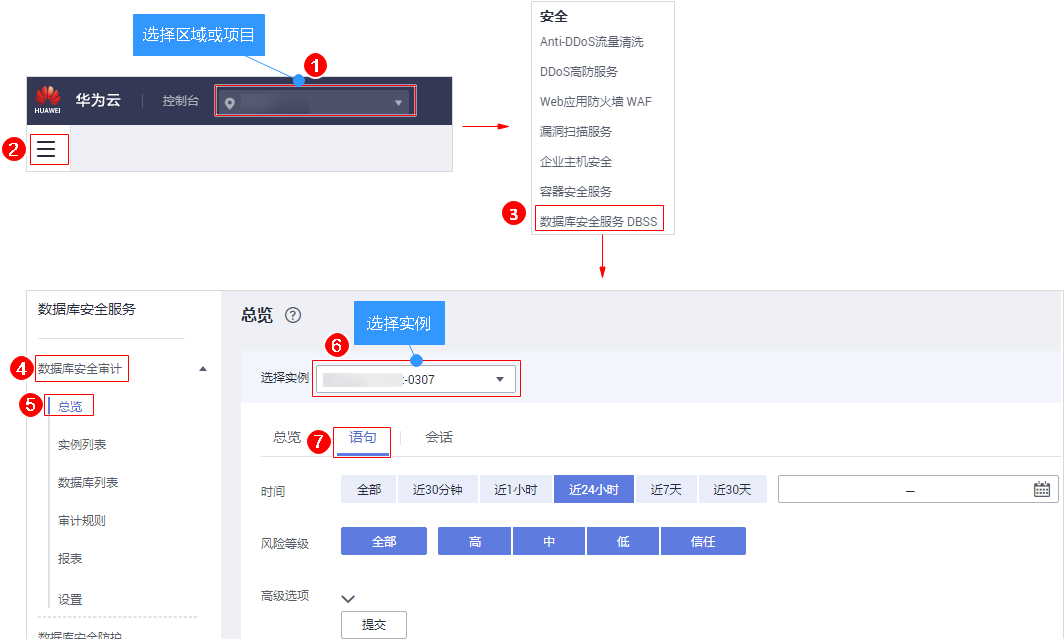 选择区域或项目
1
HUAWEI
华为云
控制台
2
安全
Anti-DDoS流量清洗
DDoS高防服务
Web应用防火墙 WAF
漏洞扫描服务
企业主机安全
容器安全服务
3
数据库安全服务 DBSS
数据库安全服务
4
数据库安全审计
5
总览
实例列表
数据库列表
审计规则
报表
设置
数据库安全防护
总览 ?
选择实例
6
选择实例
-0307
总览
7
语句
会话
时间
全部
近30分钟
近1小时
近24小时
近7天
近30天
–
风险等级
全部
高
中
低
信任
高级选项
提交